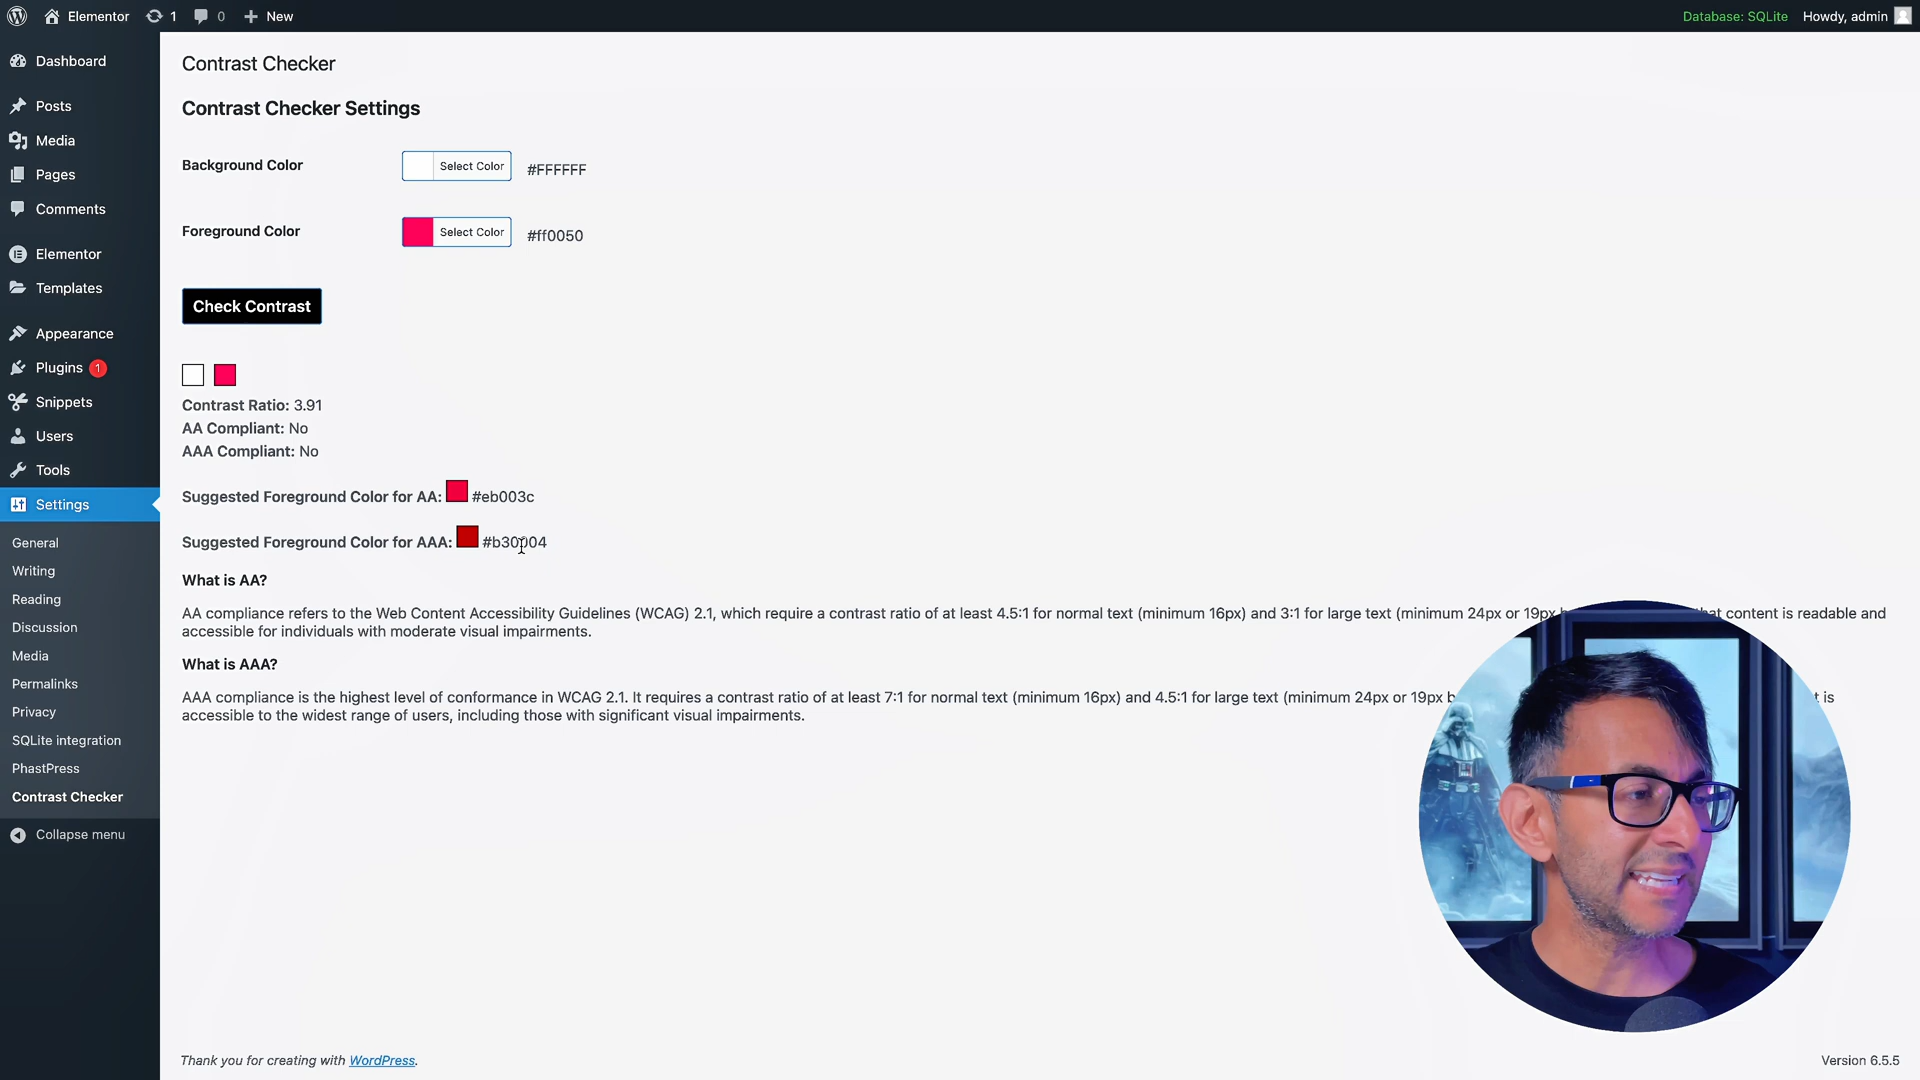 Elementor 1 0 New Database: SQLite Howdy, admin
Dashboard
Posts
Media
Pages
Comments
Elementor
Templates
Appearance
Plugins 1
Snippets
Users
Tools
Settings
General
Writing
Reading
Discussion
Media
Permalinks
Privacy
SQLite integration
PhastPress
Contrast Checker
Collapse menu
Contrast Checker
Contrast Checker Settings
Background Color Select Color #FFFFFF
Foreground Color Select Color #ff0050
Check Contrast
Contrast Ratio: 3.91
AA Compliant: No
AAA Compliant: No
Suggested Foreground Color for AA: #eb003c
Suggested Foreground Color for AAA: #b30004
What is AA?
AA compliance refers to the Web Content Accessibility Guidelines (WCAG) 2.1, which require a contrast ratio of at least 4.5:1 for normal text (minimum 16px) and 3:1 for large text (minimum 24px or 19px that content is readable and
accessible for individuals with moderate visual impairments.
What is AAA?
AAA compliance is the highest level of conformance in WCAG 2.1. It requires a contrast ratio of at least 7:1 for normal text (minimum 16px) and 4.5:1 for large text (minimum 24px or 19px is
accessible to the widest range of users, including those with significant visual impairments.
Thank you for creating with WordPress. Version 6.5.5